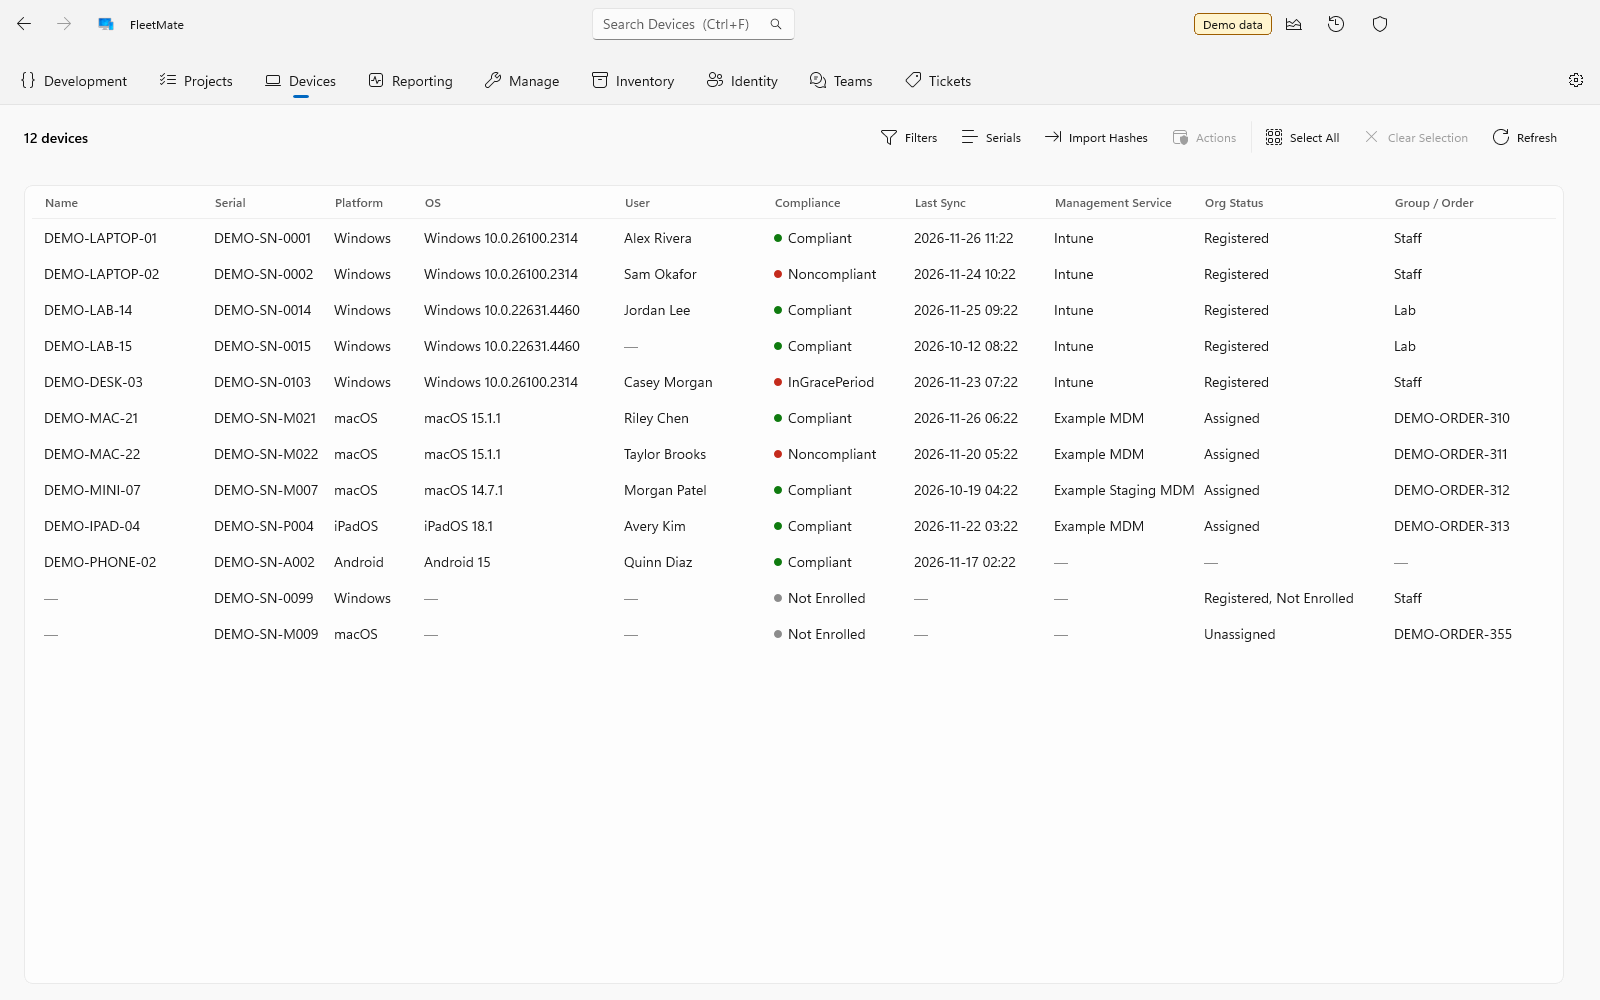 FleetMate
Search Devices (Ctrl+F)
Demo data
Development Projects Devices Reporting Manage Inventory Identity Teams Tickets
12 devices
Filters Serials Import Hashes Actions Select All Clear Selection Refresh
Name Serial Platform OS User Compliance Last Sync Management Service Org Status Group / Order
DEMO-LAPTOP-01 DEMO-SN-0001 Windows Windows 10.0.26100.2314 Alex Rivera Compliant 2026-11-26 11:22 Intune Registered Staff
DEMO-LAPTOP-02 DEMO-SN-0002 Windows Windows 10.0.26100.2314 Sam Okafor Noncompliant 2026-11-24 10:22 Intune Registered Staff
DEMO-LAB-14 DEMO-SN-0014 Windows Windows 10.0.22631.4460 Jordan Lee Compliant 2026-11-25 09:22 Intune Registered Lab
DEMO-LAB-15 DEMO-SN-0015 Windows Windows 10.0.22631.4460 — Compliant 2026-10-12 08:22 Intune Registered Lab
DEMO-DESK-03 DEMO-SN-0103 Windows Windows 10.0.26100.2314 Casey Morgan InGracePeriod 2026-11-23 07:22 Intune Registered Staff
DEMO-MAC-21 DEMO-SN-M021 macOS macOS 15.1.1 Riley Chen Compliant 2026-11-26 06:22 Example MDM Assigned DEMO-ORDER-310
DEMO-MAC-22 DEMO-SN-M022 macOS macOS 15.1.1 Taylor Brooks Noncompliant 2026-11-20 05:22 Example MDM Assigned DEMO-ORDER-311
DEMO-MINI-07 DEMO-SN-M007 macOS macOS 14.7.1 Morgan Patel Compliant 2026-10-19 04:22 Example Staging MDM Assigned DEMO-ORDER-312
DEMO-IPAD-04 DEMO-SN-P004 iPadOS iPadOS 18.1 Avery Kim Compliant 2026-11-22 03:22 Example MDM Assigned DEMO-ORDER-313
DEMO-PHONE-02 DEMO-SN-A002 Android Android 15 Quinn Diaz Compliant 2026-11-17 02:22 — — —
— DEMO-SN-0099 Windows — — Not Enrolled — — Registered, Not Enrolled Staff
— DEMO-SN-M009 macOS — — Not Enrolled — — Unassigned DEMO-ORDER-355